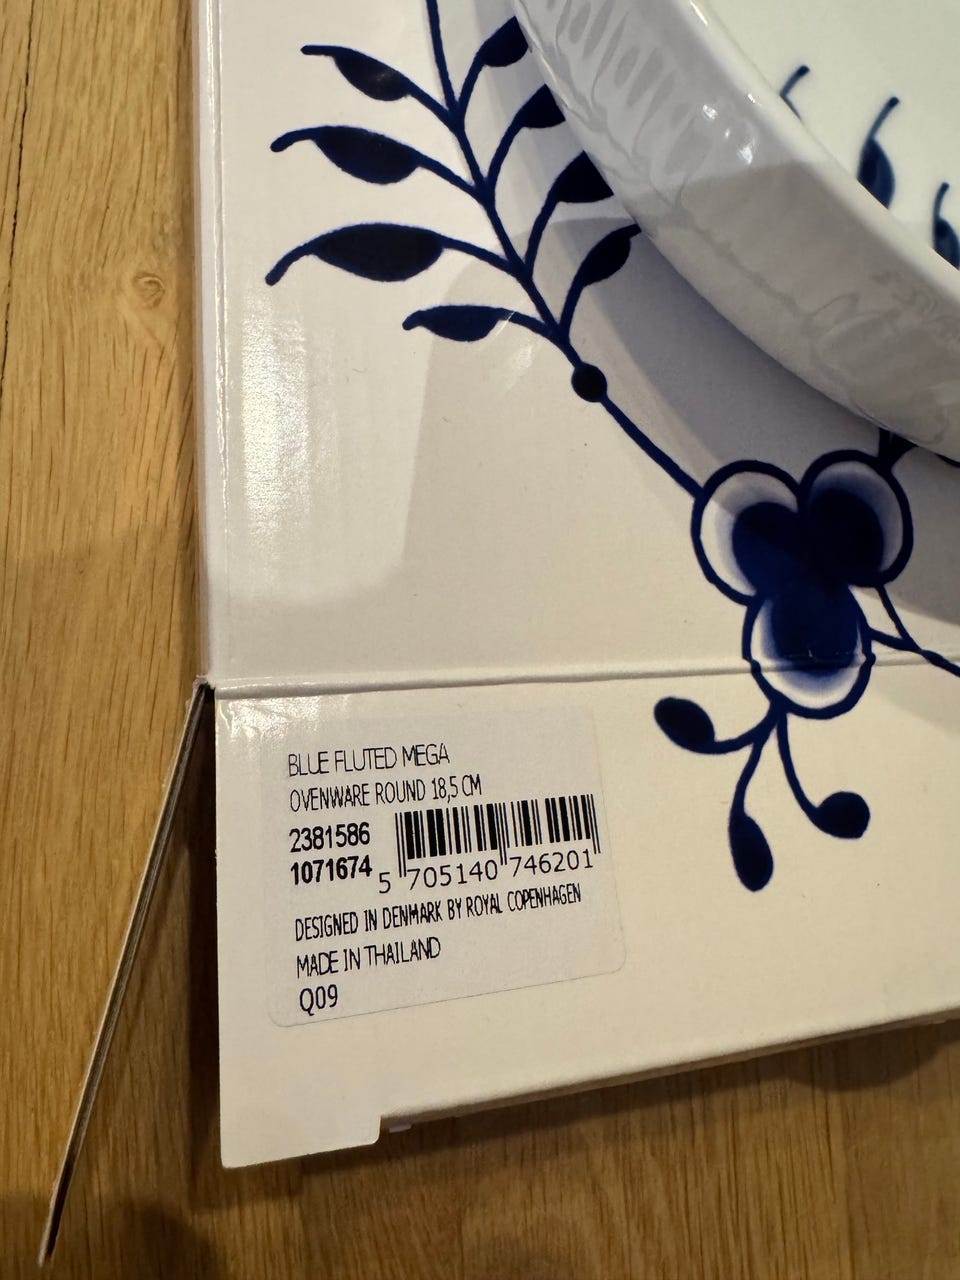 BLUE FLUTED MEGA
OVENWARE ROUND 18,5 CM
2381586
1071674
5 705140 746201
DESIGNED IN DENMARK BY ROYAL COPENHAGEN
MADE IN THAILAND
Q09